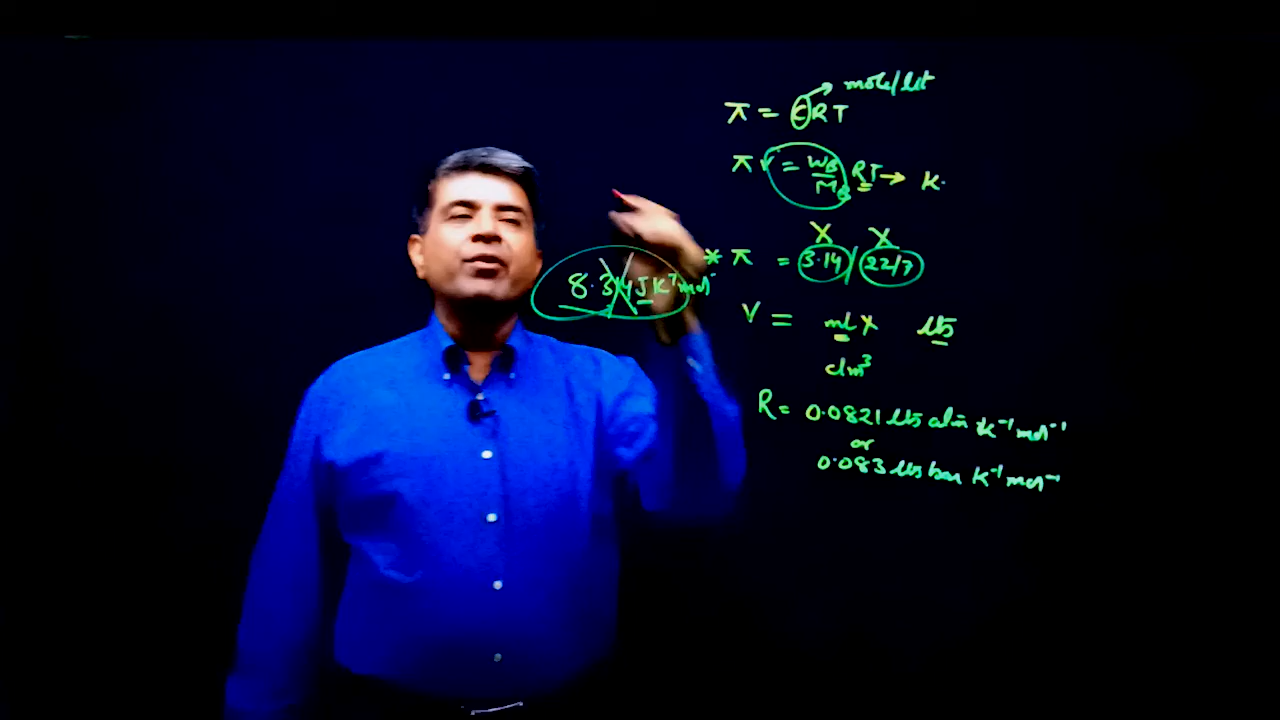 mole/lit
π = CRT
πV = WB/MB RT → K.
X X
* π = 3.14 / 22/7
8.314 J K⁻¹ mol⁻
V = ml X lts
dm³
R = 0.0821 lts atm K⁻¹ mol⁻¹
or
0.083 lts bar K⁻¹ mol⁻¹